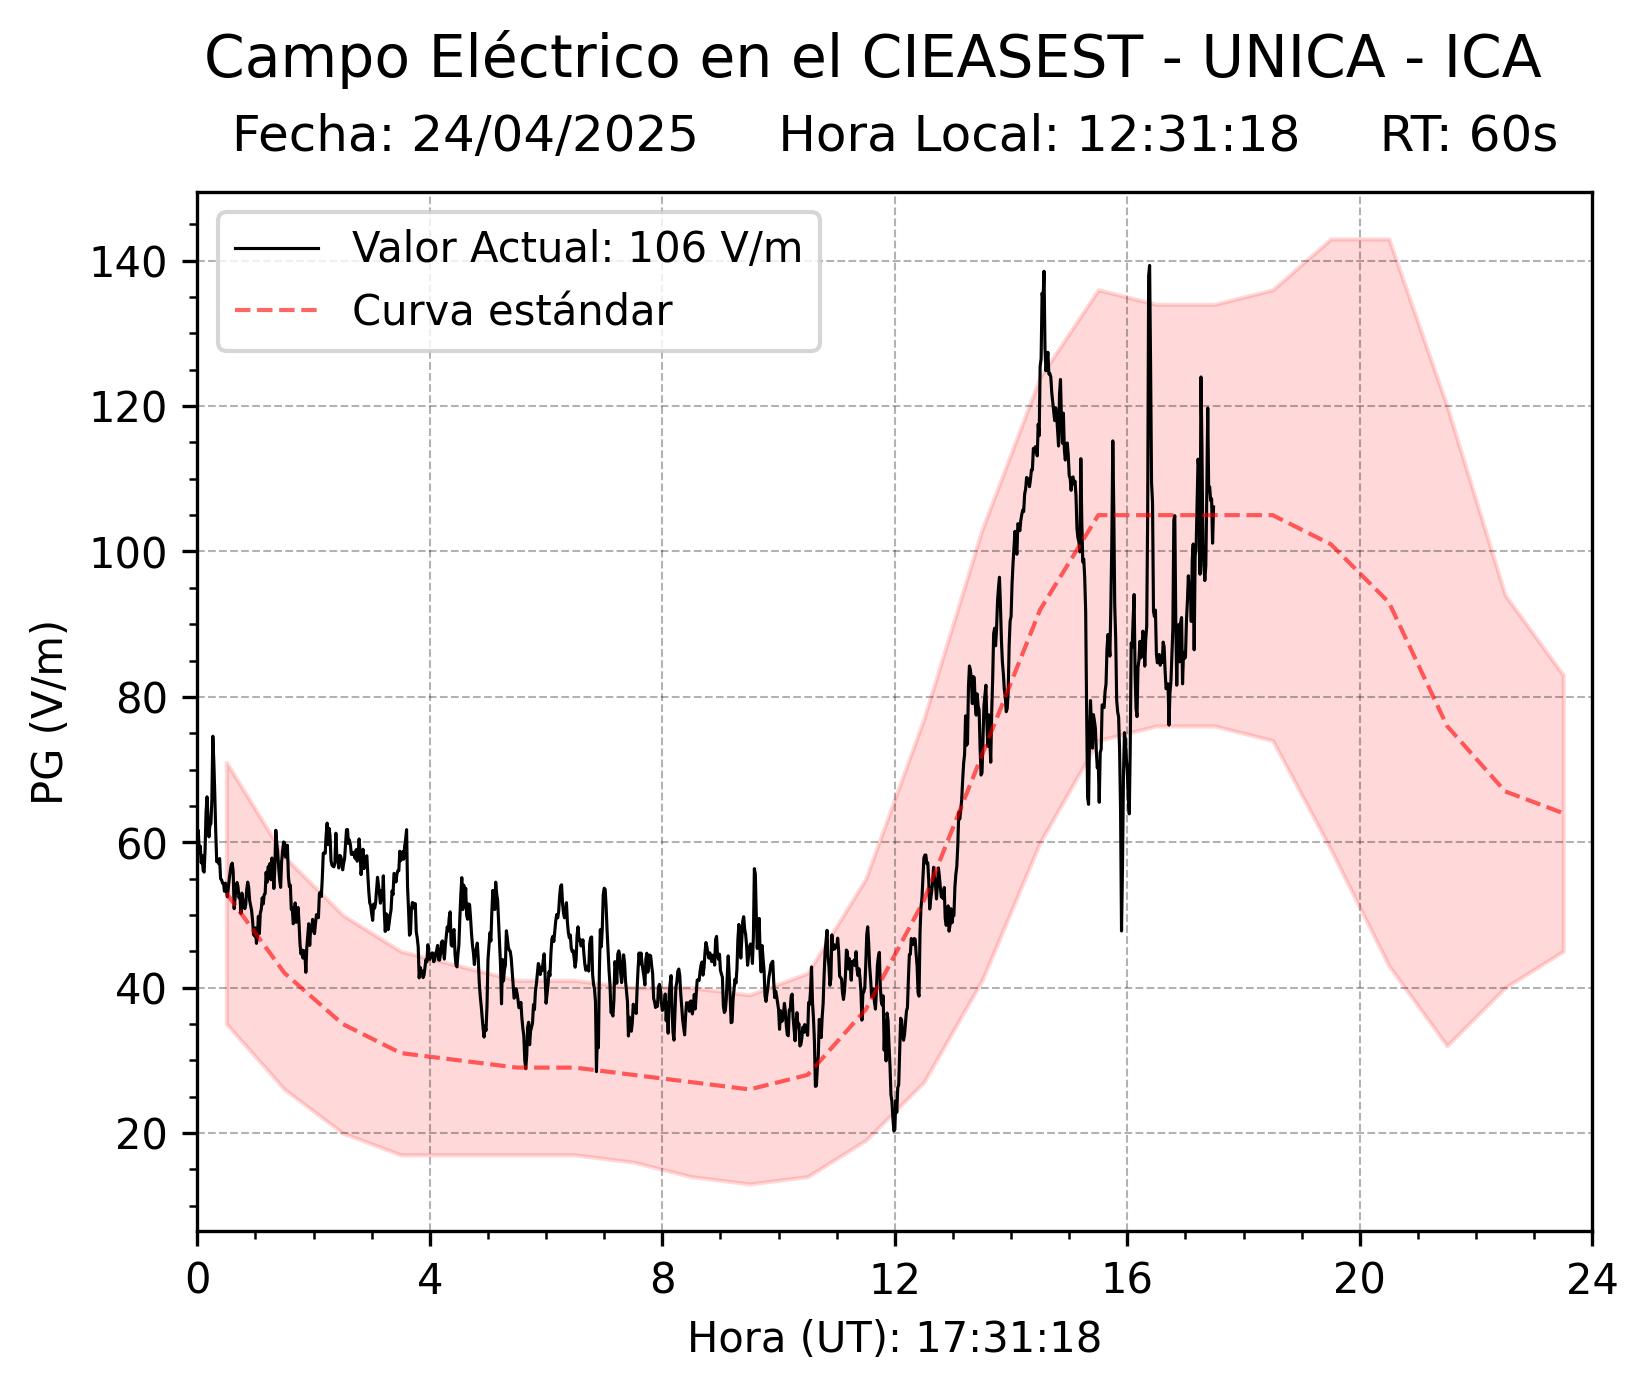 Campo Eléctrico en el CIEASEST - UNICA - ICA
Fecha: 24/04/2025 Hora Local: 12:31:18 RT: 60s
Valor Actual: 106 V/m
Curva estándar
PG (V/m)
140
120
100
80
60
40
20
0 4 8 12 16 20 24
Hora (UT): 17:31:18